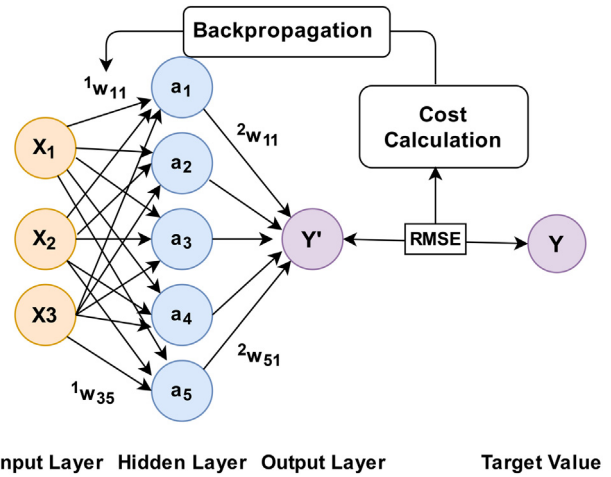 Backpropagation
Cost
Calculation
¹w₁₁
a₁
²w₁₁
X₁
a₂
X₂
a₃
Y'
RMSE
Y
X3
a₄
¹w₃₅
a₅
²w₅₁
nput Layer Hidden Layer Output Layer Target Value